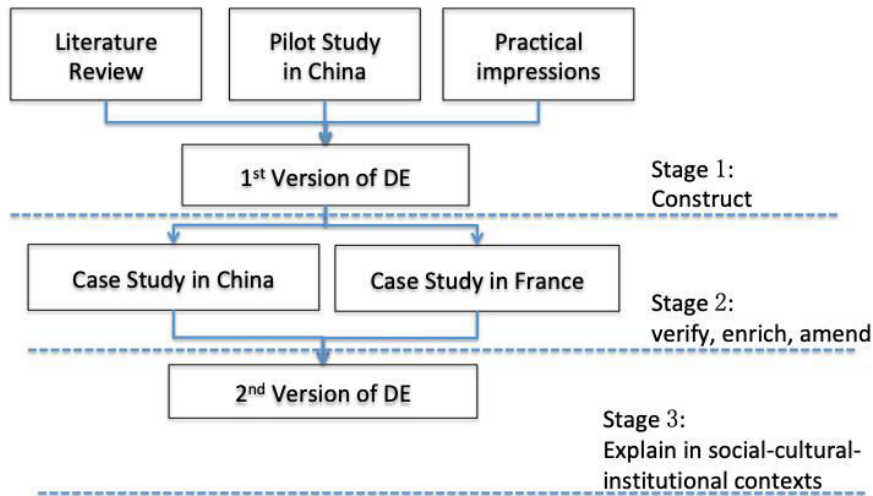 Literature
Review
Pilot Study
in China
Practical
impressions
1st Version of DE
Stage 1:
Construct
Case Study in China
Case Study in France
Stage 2:
verify, enrich, amend
2nd Version of DE
Stage 3:
Explain in social-cultural-
institutional contexts